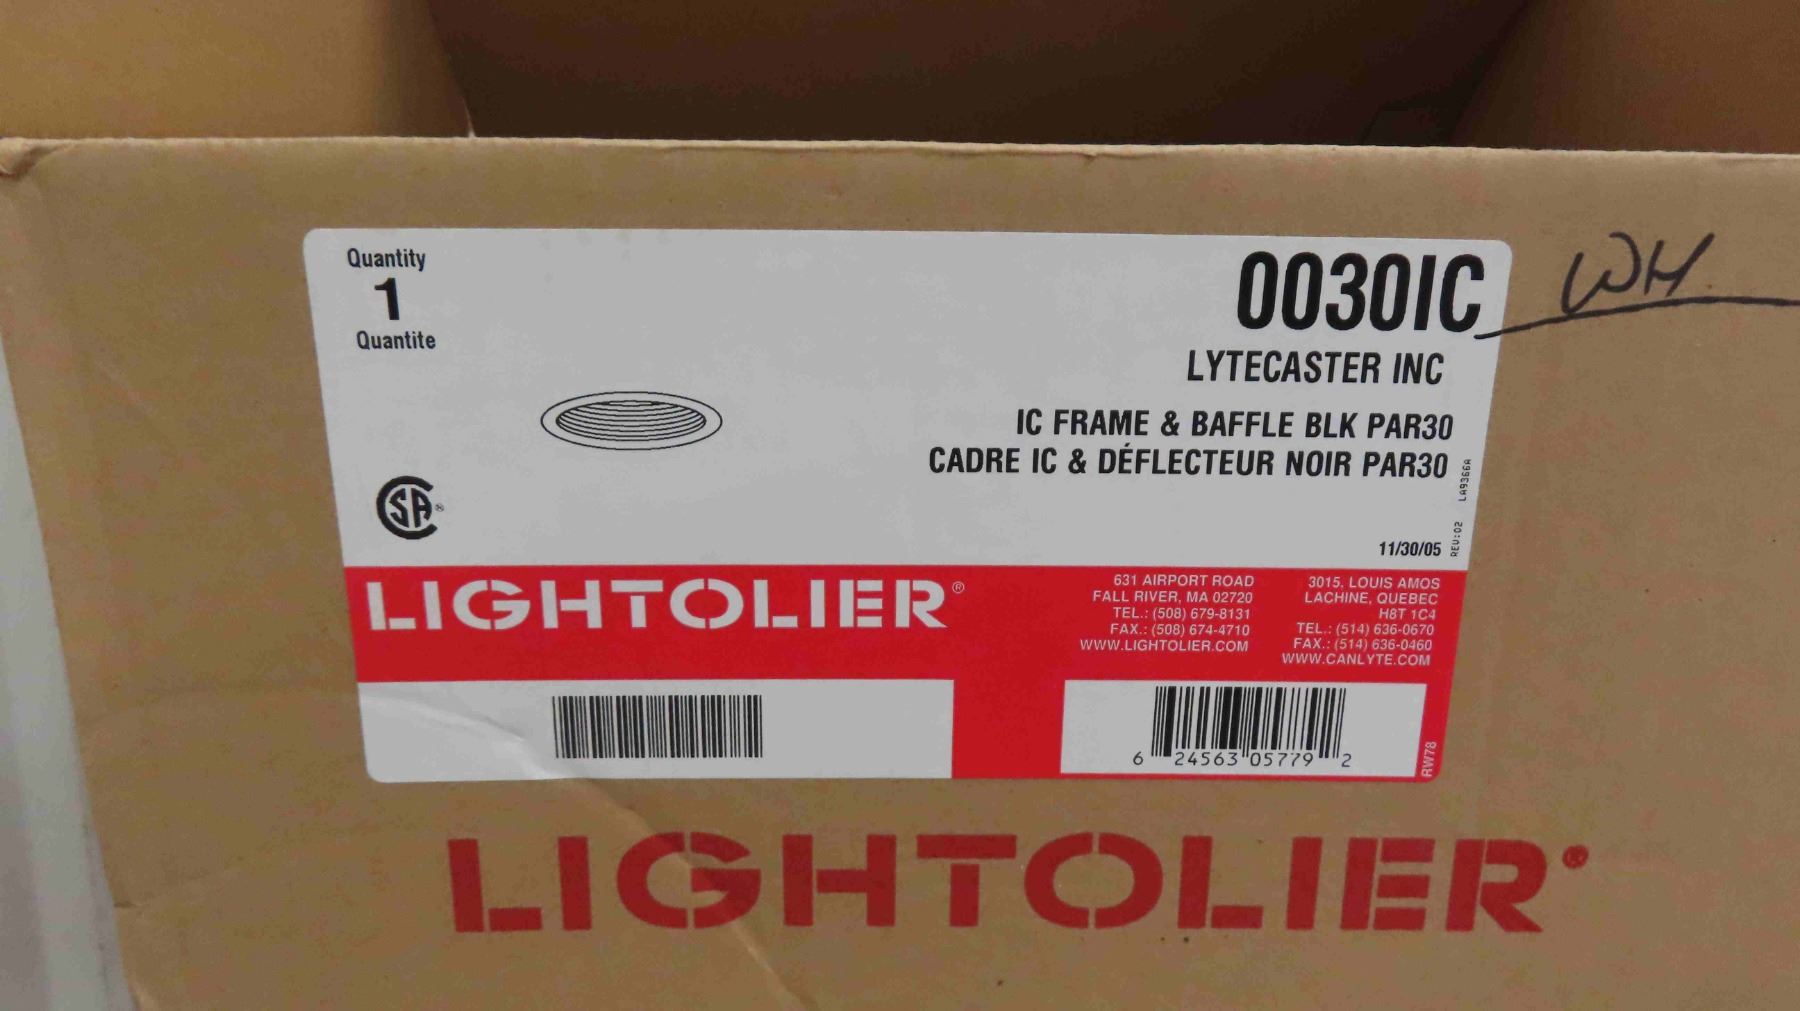 Quantity
1
Quantite
0030IC
WH
LYTECASTER INC
IC FRAME & BAFFLE BLK PAR30
CADRE IC & DÉFLECTEUR NOIR PAR30
LA9366A
REV:02
11/30/05
CSA®
LIGHTOLIER®
631 AIRPORT ROAD
FALL RIVER, MA 02720
TEL.: (508) 679-8131
FAX.: (508) 674-4710
WWW.LIGHTOLIER.COM
3015, LOUIS AMOS
LACHINE, QUEBEC
H8T 1C4
TEL.: (514) 636-0670
FAX.: (514) 636-0460
WWW.CANLYTE.COM
6 24563 05779 2
RW78
LIGHTOLIER®